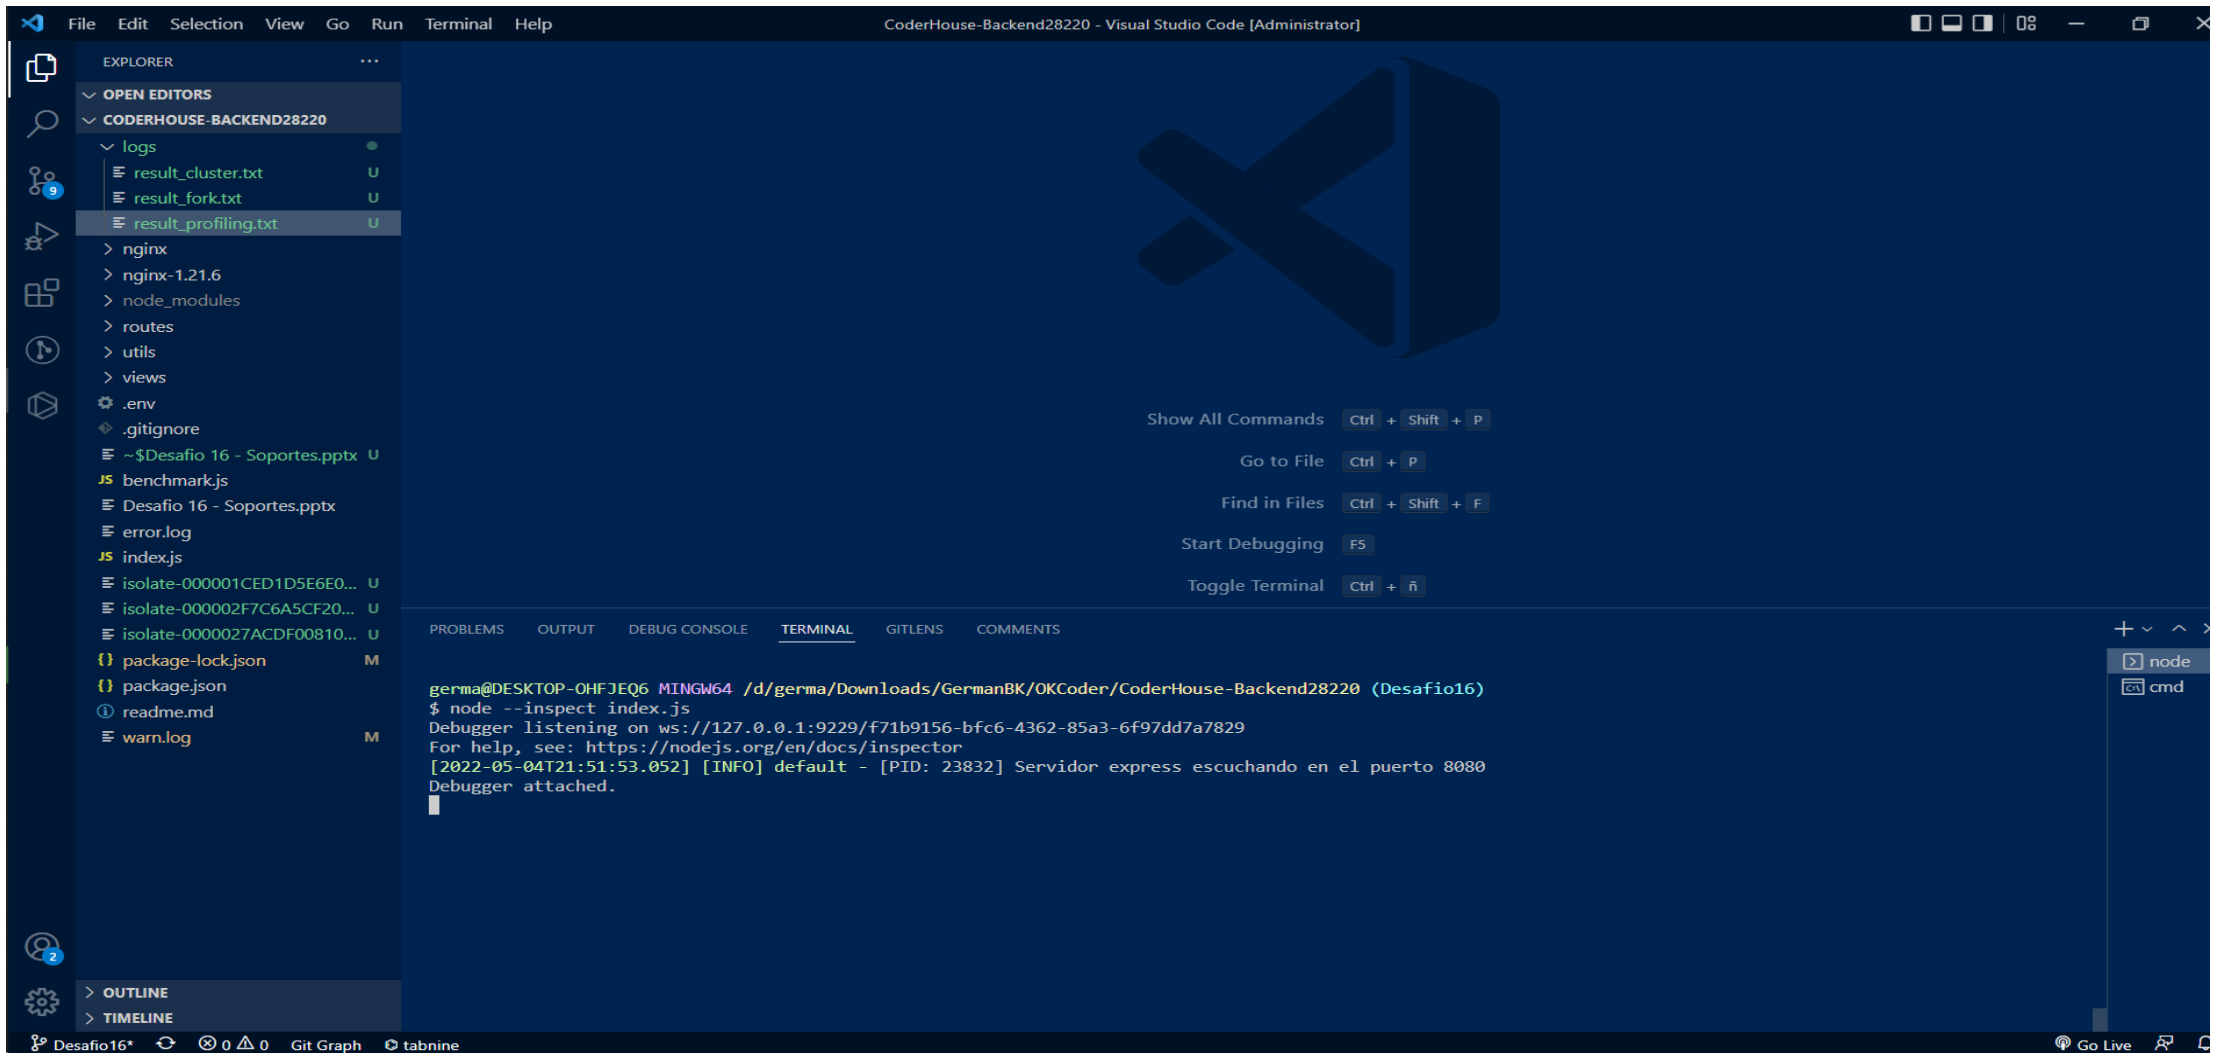 File Edit Selection View Go Run Terminal Help
CoderHouse-Backend28220 - Visual Studio Code [Administrator]
EXPLORER
OPEN EDITORS
CODERHOUSE-BACKEND28220
logs
result_cluster.txt U
result_fork.txt U
result_profiling.txt U
nginx
nginx-1.21.6
node_modules
routes
utils
views
.env
.gitignore
~$Desafio 16 - Soportes.pptx U
JS benchmark.js
Desafio 16 - Soportes.pptx
error.log
JS index.js
isolate-000001CED1D5E6E0... U
isolate-000002F7C6A5CF20... U
isolate-0000027ACDF00810... U
{} package-lock.json M
{} package.json
readme.md
warn.log M
OUTLINE
TIMELINE
9
2
Show All Commands Ctrl + Shift + P
Go to File Ctrl + P
Find in Files Ctrl + Shift + F
Start Debugging F5
Toggle Terminal Ctrl + ñ
PROBLEMS OUTPUT DEBUG CONSOLE TERMINAL GITLENS COMMENTS
germa@DESKTOP-OHFJEQ6 MINGW64 /d/germa/Downloads/GermanBK/OKCoder/CoderHouse-Backend28220 (Desafio16)
$ node --inspect index.js
Debugger listening on ws://127.0.0.1:9229/f71b9156-bfc6-4362-85a3-6f97dd7a7829
For help, see: https://nodejs.org/en/docs/inspector
[2022-05-04T21:51:53.052] [INFO] default - [PID: 23832] Servidor express escuchando en el puerto 8080
Debugger attached.
node
cmd
Desafio16* 0 0 Git Graph tabnine
Go Live